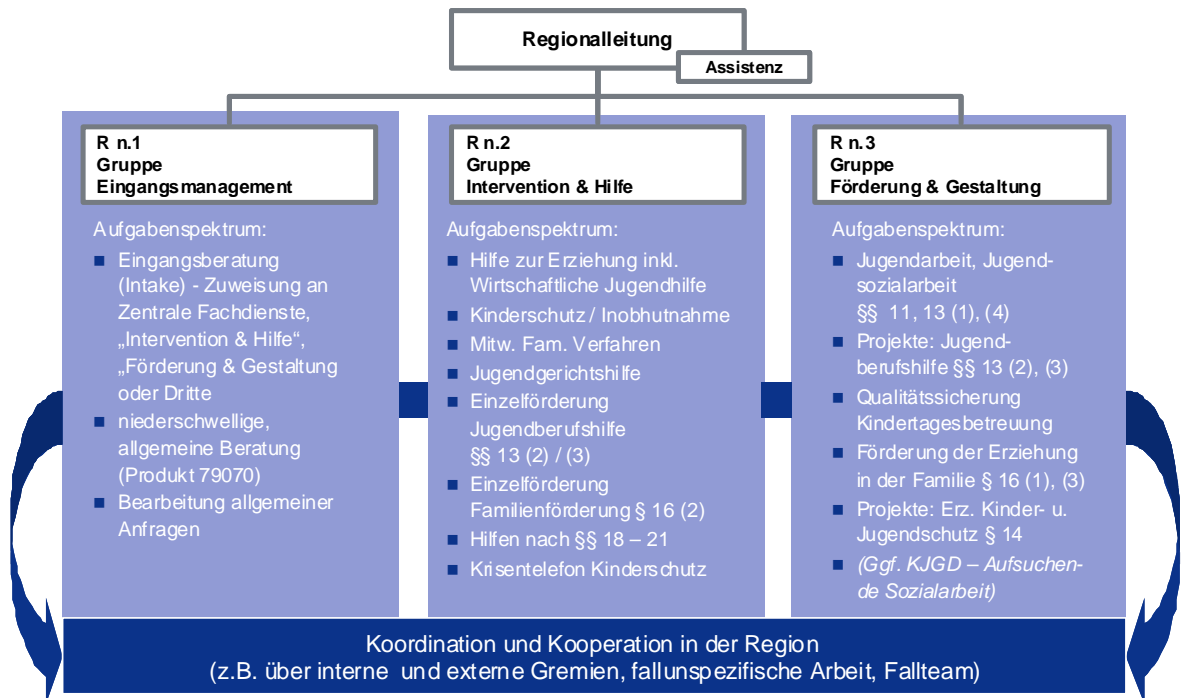 Regionalleitung
Assistenz
R n.1
Gruppe
Eingangsmanagement
Aufgabenspektrum:
■ Eingangsberatung
(Intake) - Zuweisung an
Zentrale Fachdienste,
„Intervention & Hilfe“,
„Förderung & Gestaltung
oder Dritte
■ niederschwellige,
allgemeine Beratung
(Produkt 79070)
■ Bearbeitung allgemeiner
Anfragen
R n.2
Gruppe
Intervention & Hilfe
Aufgabenspektrum:
■ Hilfe zur Erziehung inkl.
Wirtschaftliche Jugendhilfe
■ Kinderschutz / Inobhutnahme
■ Mitw. Fam. Verfahren
■ Jugendgerichtshilfe
■ Einzelförderung
Jugendberufshilfe
§§ 13 (2) / (3)
■ Einzelförderung
Familienförderung § 16 (2)
■ Hilfen nach §§ 18 – 21
■ Krisentelefon Kinderschutz
R n.3
Gruppe
Förderung & Gestaltung
Aufgabenspektrum:
■ Jugendarbeit, Jugend-
sozialarbeit
§§ 11, 13 (1), (4)
■ Projekte: Jugend-
berufshilfe §§ 13 (2), (3)
■ Qualitätssicherung
Kindertagesbetreuung
■ Förderung der Erziehung
in der Familie § 16 (1), (3)
■ Projekte: Erz. Kinder- u.
Jugendschutz § 14
■ (Ggf. KJGD – Aufsuchen-
de Sozialarbeit)
Koordination und Kooperation in der Region
(z.B. über interne und externe Gremien, fallunspezifische Arbeit, Fallteam)